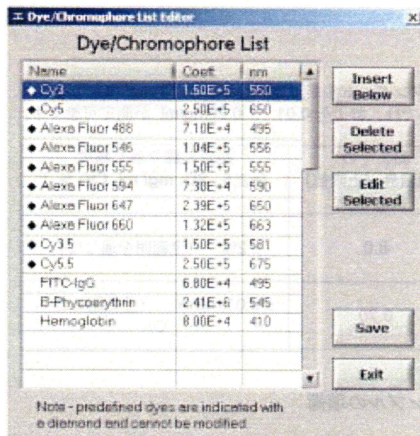 Dye/Chromophore List Editor
Dye/Chromophore List
Name Coeff. nm
Cy3 1.50E+5 550
Cy5 2.50E+5 650
Alexa Fluor 488 7.10E+4 495
Alexa Fluor 546 1.04E+5 556
Alexa Fluor 555 1.50E+5 555
Alexa Fluor 594 7.30E+4 590
Alexa Fluor 647 2.39E+5 650
Alexa Fluor 660 1.32E+5 663
Cy3.5 1.50E+5 581
Cy5.5 2.50E+5 675
FITC-IgG 6.80E+4 495
B-Phycoerythrin 2.41E+6 545
Hemoglobin 8.00E+4 410
Insert
Below
Delete
Selected
Edit
Selected
Save
Exit
Note - predefined dyes are indicated with
a diamond and cannot be modified.